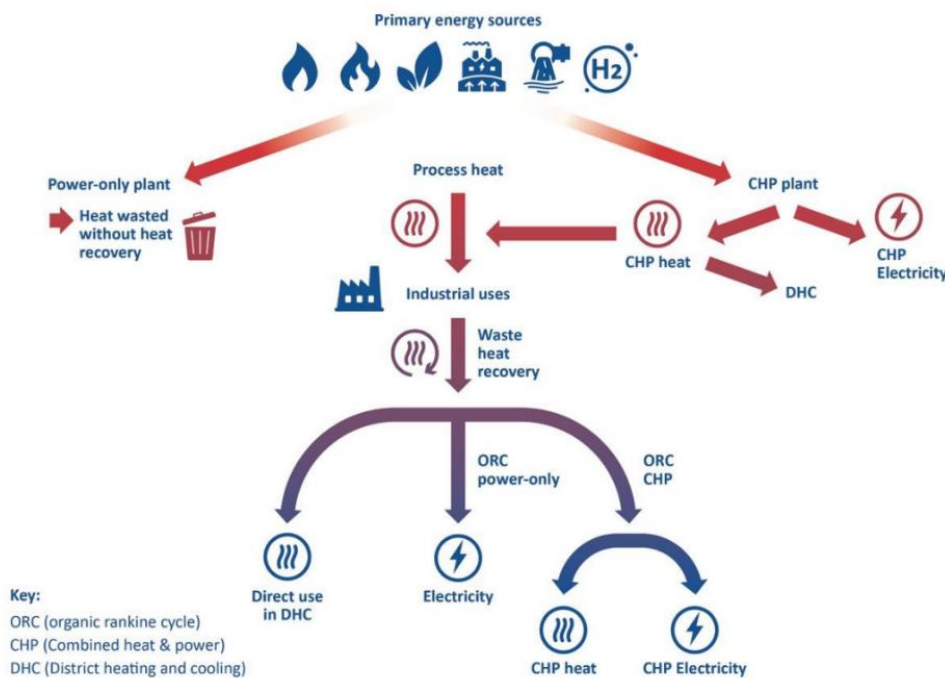 Primary energy sources
H2
Power-only plant
Heat wasted
without heat
recovery
Process heat
CHP plant
CHP heat
CHP
Electricity
DHC
Industrial uses
Waste
heat
recovery
ORC
power-only
ORC
CHP
Direct use
in DHC
Electricity
CHP heat
CHP Electricity
Key:
ORC (organic rankine cycle)
CHP (Combined heat & power)
DHC (District heating and cooling)